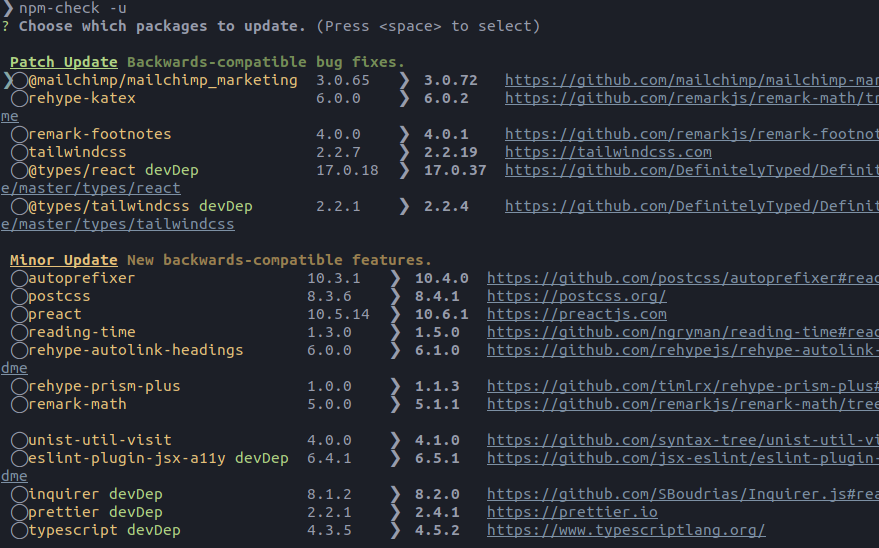 ❯ npm-check -u
? Choose which packages to update. (Press <space> to select)
Patch Update Backwards-compatible bug fixes.
❯◯@mailchimp/mailchimp_marketing 3.0.65 ❯ 3.0.72 https://github.com/mailchimp/mailchimp-mar
◯rehype-katex 6.0.0 ❯ 6.0.2 https://github.com/remarkjs/remark-math/tr
me
◯remark-footnotes 4.0.0 ❯ 4.0.1 https://github.com/remarkjs/remark-footnot
◯tailwindcss 2.2.7 ❯ 2.2.19 https://tailwindcss.com
◯@types/react devDep 17.0.18 ❯ 17.0.37 https://github.com/DefinitelyTyped/Definit
e/master/types/react
◯@types/tailwindcss devDep 2.2.1 ❯ 2.2.4 https://github.com/DefinitelyTyped/Definit
e/master/types/tailwindcss
Minor Update New backwards-compatible features.
◯autoprefixer 10.3.1 ❯ 10.4.0 https://github.com/postcss/autoprefixer#reac
◯postcss 8.3.6 ❯ 8.4.1 https://postcss.org/
◯preact 10.5.14 ❯ 10.6.1 https://preactjs.com
◯reading-time 1.3.0 ❯ 1.5.0 https://github.com/ngryman/reading-time#reac
◯rehype-autolink-headings 6.0.0 ❯ 6.1.0 https://github.com/rehypejs/rehype-autolink-
dme
◯rehype-prism-plus 1.0.0 ❯ 1.1.3 https://github.com/timlrx/rehype-prism-plus#
◯remark-math 5.0.0 ❯ 5.1.1 https://github.com/remarkjs/remark-math/tree
◯unist-util-visit 4.0.0 ❯ 4.1.0 https://github.com/syntax-tree/unist-util-vi
◯eslint-plugin-jsx-a11y devDep 6.4.1 ❯ 6.5.1 https://github.com/jsx-eslint/eslint-plugin-
dme
◯inquirer devDep 8.1.2 ❯ 8.2.0 https://github.com/SBoudrias/Inquirer.js#rea
◯prettier devDep 2.2.1 ❯ 2.4.1 https://prettier.io
◯typescript devDep 4.3.5 ❯ 4.5.2 https://www.typescriptlang.org/